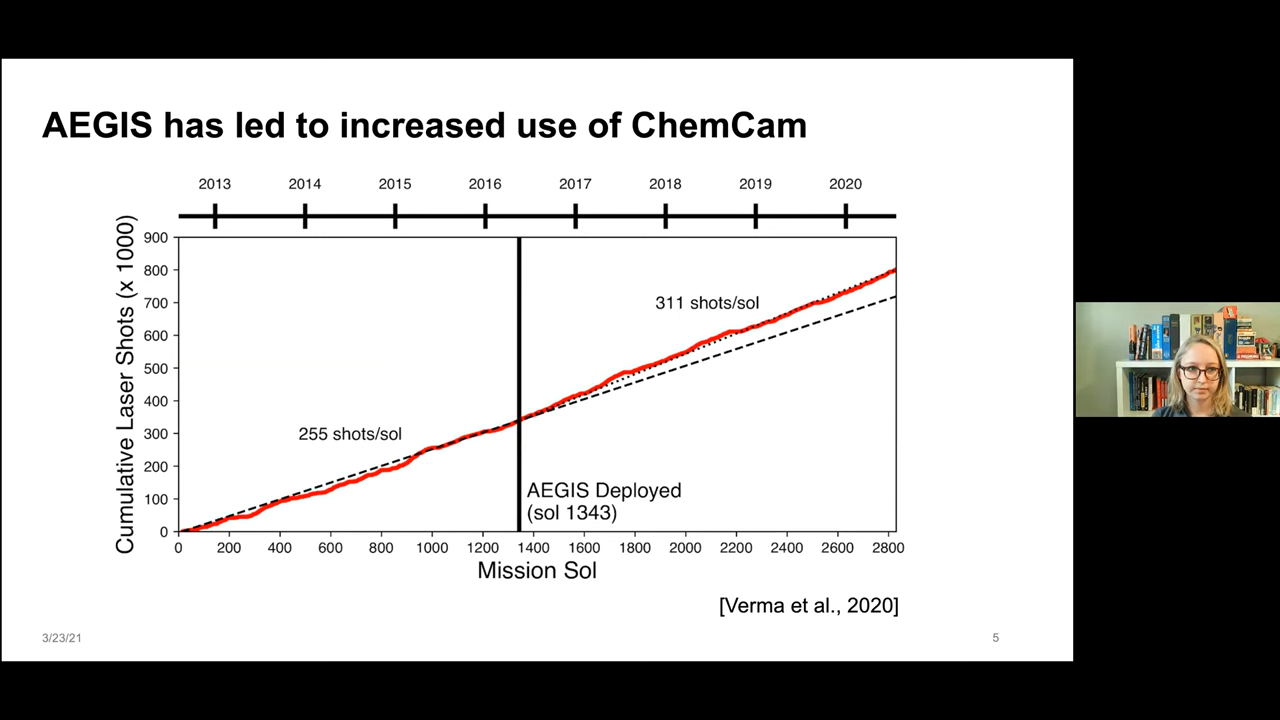 AEGIS has led to increased use of ChemCam
2013 2014 2015 2016 2017 2018 2019 2020
Cumulative Laser Shots (x 1000)
900
800
700
600
500
400
300
200
100
0
311 shots/sol
255 shots/sol
AEGIS Deployed
(sol 1343)
0 200 400 600 800 1000 1200 1400 1600 1800 2000 2200 2400 2600 2800
Mission Sol
[Verma et al., 2020]
3/23/21
5